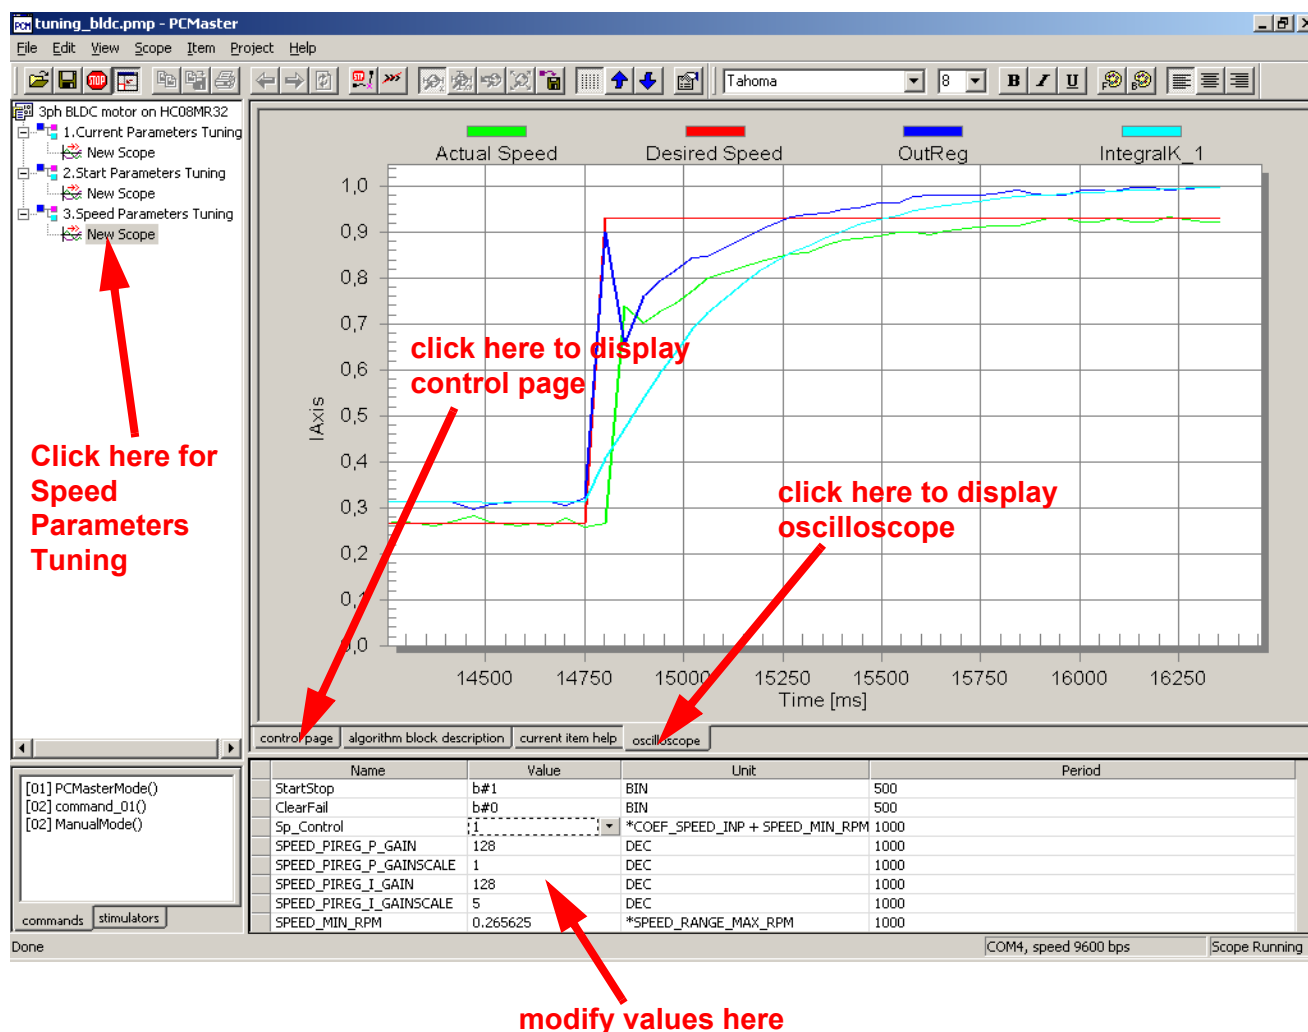 tuning_bldc.pmp - PCMaster
File Edit View Scope Item Project Help
Tahoma 8 B I U
3ph BLDC motor on HC08MR32
1.Current Parameters Tuning
New Scope
2.Start Parameters Tuning
New Scope
3.Speed Parameters Tuning
New Scope
Click here for
Speed
Parameters
Tuning
Actual Speed Desired Speed OutReg IntegralK_1
1,0
0,9
0,8
0,7
0,6
0,5
0,4
0,3
0,2
0,1
0,0
IAxis
14500 14750 15000 15250 15500 15750 16000 16250
Time [ms]
click here to display
control page
click here to display
oscilloscope
control page algorithm block description current item help oscilloscope
[01] PCMasterMode()
[02] command_01()
[02] ManualMode()
commands stimulators
Name Value Unit Period
StartStop b#1 BIN 500
ClearFail b#0 BIN 500
Sp_Control 1 *COEF_SPEED_INP + SPEED_MIN_RPM 1000
SPEED_PIREG_P_GAIN 128 DEC 1000
SPEED_PIREG_P_GAINSCALE 1 DEC 1000
SPEED_PIREG_I_GAIN 128 DEC 1000
SPEED_PIREG_I_GAINSCALE 5 DEC 1000
SPEED_MIN_RPM 0.265625 *SPEED_RANGE_MAX_RPM 1000
Done COM4, speed 9600 bps Scope Running
modify values here